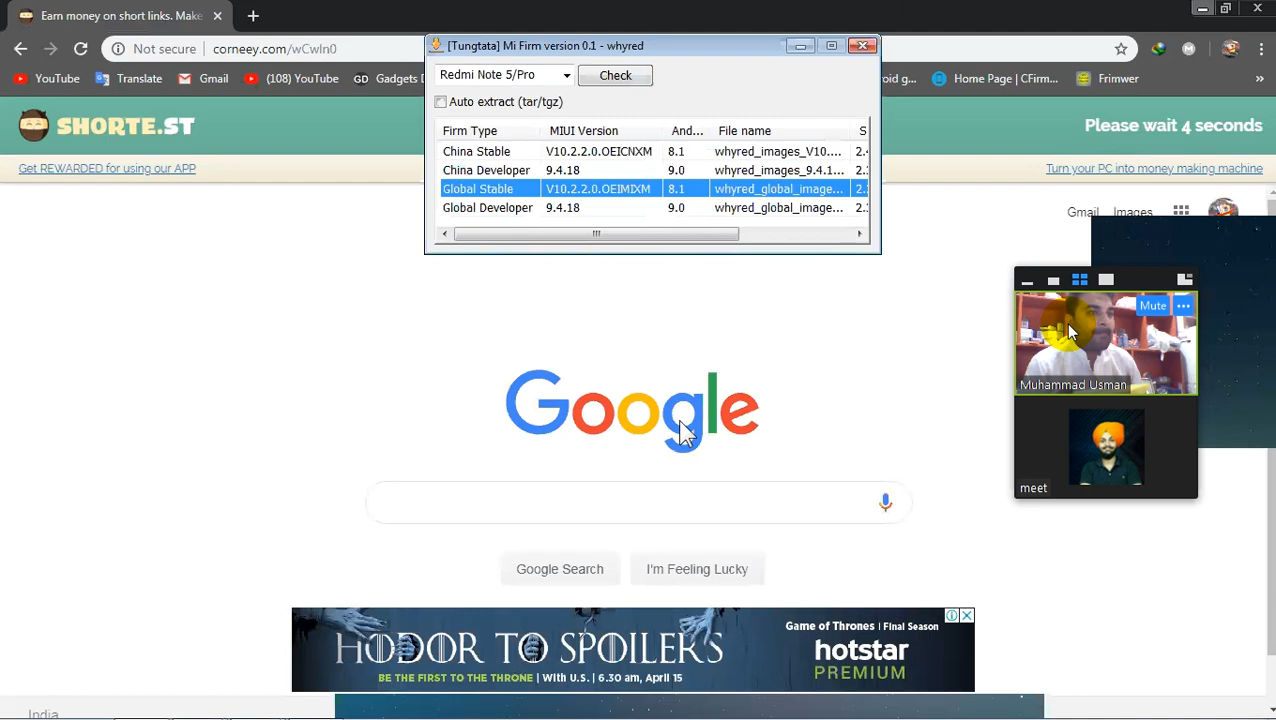 Earn money on short links. Make
Not secure corneey.com/wCwIn0
YouTube Translate Gmail (108) YouTube GD Gadgets D
roid g... Home Page | CFirm... Frimwer »
[Tungtata] Mi Firm version 0.1 - whyred
Redmi Note 5/Pro Check
Auto extract (tar/tgz)
Firm Type MIUI Version And... File name S
China Stable V10.2.2.0.OEICNXM 8.1 whyred_images_V10....
China Developer 9.4.18 9.0 whyred_images_9.4.1...
Global Stable V10.2.2.0.OEIMIXM 8.1 whyred_global_image...
Global Developer 9.4.18 9.0 whyred_global_image...
SHORTE.ST
Please wait 4 seconds
Get REWARDED for using our APP
Turn your PC into money making machine
Gmail Images
Mute
Muhammad Usman
meet
Google
Google Search I'm Feeling Lucky
HODOR TO SPOILERS
BE THE FIRST TO THE THRONE | With U.S. | 6.30 am, April 15
Game of Thrones | Final Season
hotstar
PREMIUM
India